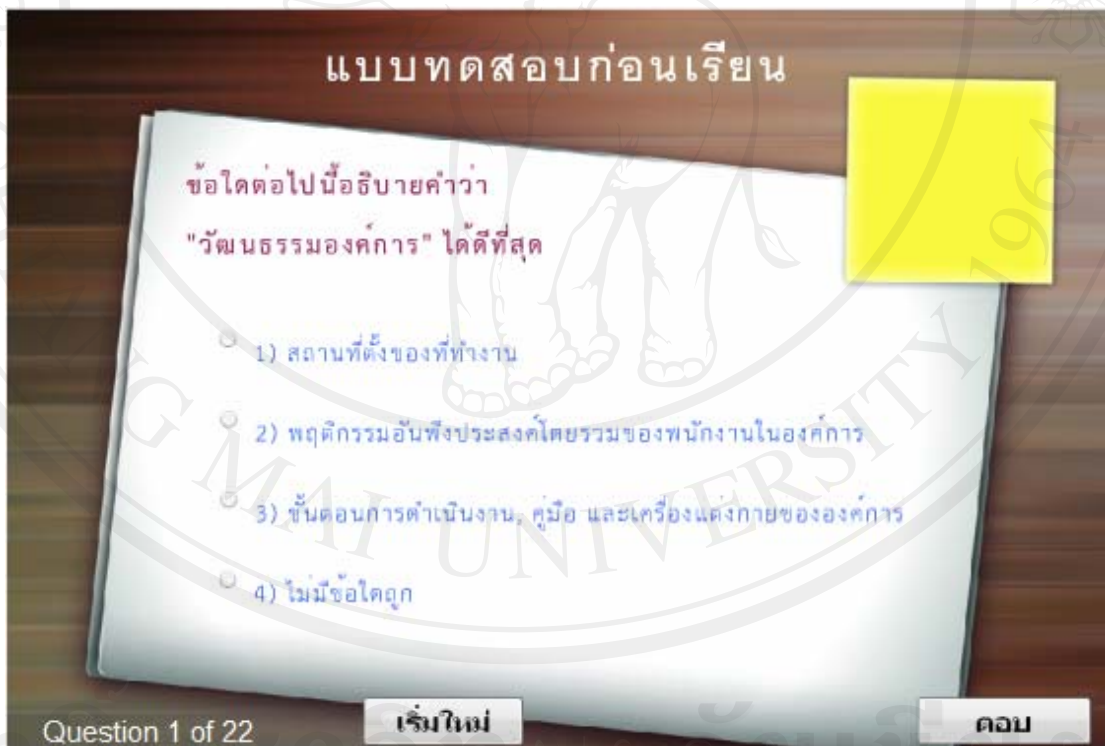 แบบทดสอบก่อนเรียน
ข้อใดต่อไปนี้อธิบายคำว่า
"วัฒนธรรมองค์การ" ได้ดีที่สุด
1) สถานที่ตั้งของที่ทำงาน
2) พฤติกรรมอันพึงประสงค์โดยรวมของพนักงานในองค์การ
3) ขั้นตอนการดำเนินงาน, คู่มือ และเครื่องแต่งกายขององค์การ
4) ไม่มีข้อใดถูก
Question 1 of 22
เริ่มใหม่
ตอบ
G MAI UNIVERSITY 1964